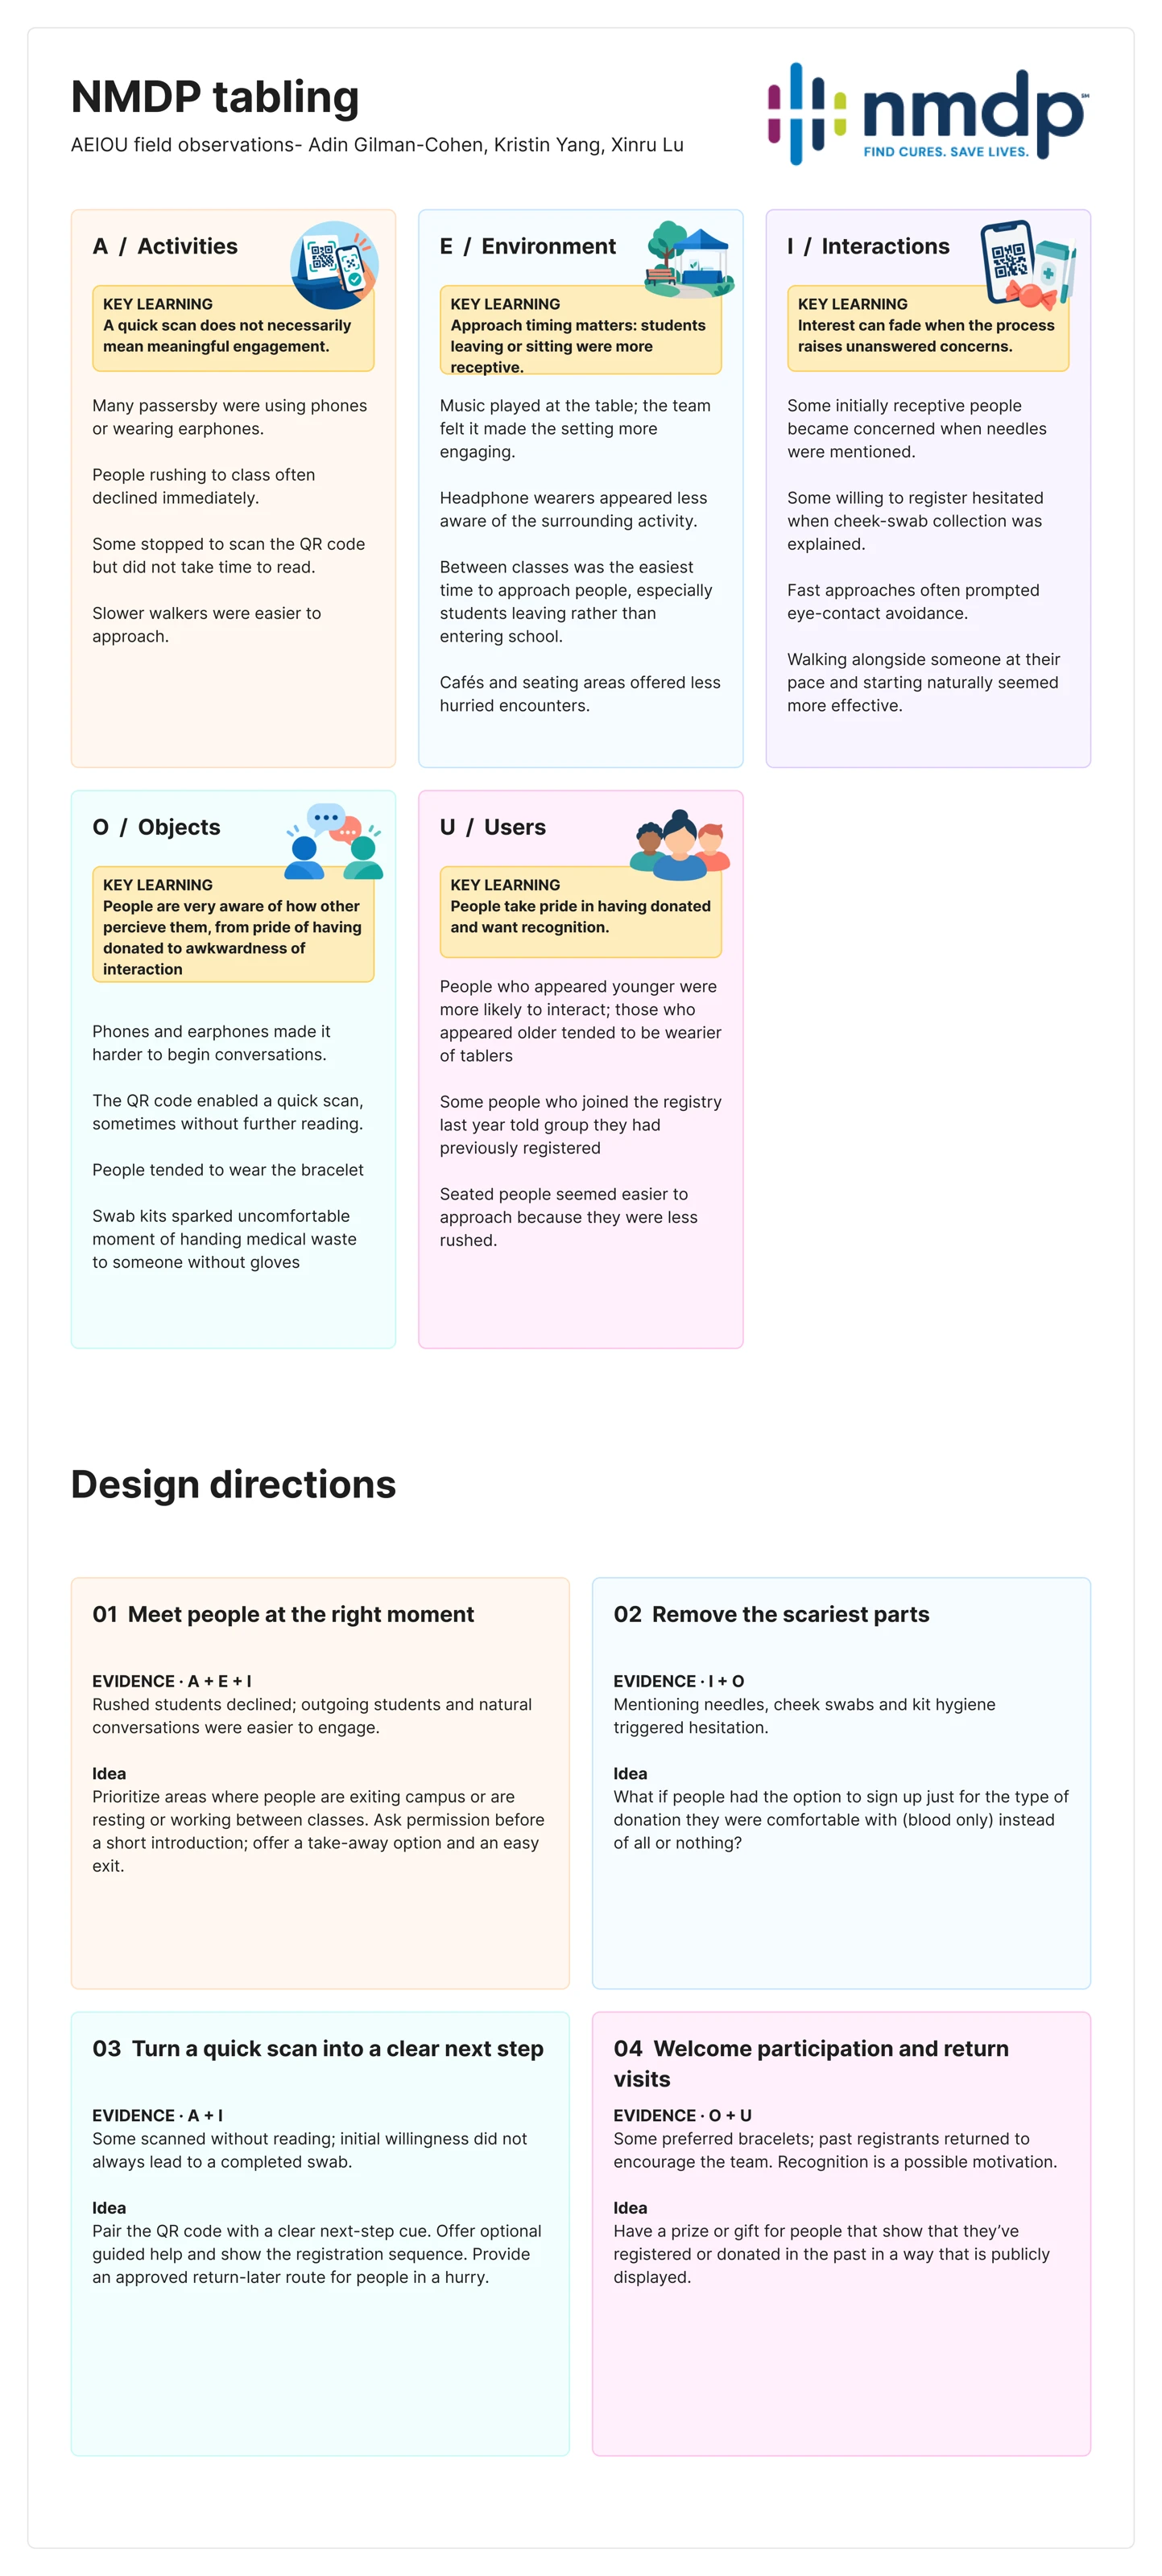 NMDP tabling
AEIOU field observations- Adin Gilman-Cohen, Kristin Yang, Xinru Lu
nmdp℠
FIND CURES. SAVE LIVES.
A / Activities
KEY LEARNING
A quick scan does not necessarily
mean meaningful engagement.
Many passersby were using phones
or wearing earphones.
People rushing to class often
declined immediately.
Some stopped to scan the QR code
but did not take time to read.
Slower walkers were easier to
approach.
E / Environment
KEY LEARNING
Approach timing matters: students
leaving or sitting were more
receptive.
Music played at the table; the team
felt it made the setting more
engaging.
Headphone wearers appeared less
aware of the surrounding activity.
Between classes was the easiest
time to approach people, especially
students leaving rather than
entering school.
Cafés and seating areas offered less
hurried encounters.
I / Interactions
KEY LEARNING
Interest can fade when the process
raises unanswered concerns.
Some initially receptive people
became concerned when needles
were mentioned.
Some willing to register hesitated
when cheek-swab collection was
explained.
Fast approaches often prompted
eye-contact avoidance.
Walking alongside someone at their
pace and starting naturally seemed
more effective.
O / Objects
KEY LEARNING
People are very aware of how other
percieve them, from pride of having
donated to awkwardness of
interaction
Phones and earphones made it
harder to begin conversations.
The QR code enabled a quick scan,
sometimes without further reading.
People tended to wear the bracelet
Swab kits sparked uncomfortable
moment of handing medical waste
to someone without gloves
U / Users
KEY LEARNING
People take pride in having donated
and want recognition.
People who appeared younger were
more likely to interact; those who
appeared older tended to be wearier
of tablers
Some people who joined the registry
last year told group they had
previously registered
Seated people seemed easier to
approach because they were less
rushed.
Design directions
01 Meet people at the right moment
EVIDENCE · A + E + I
Rushed students declined; outgoing students and natural
conversations were easier to engage.
Idea
Prioritize areas where people are exiting campus or are
resting or working between classes. Ask permission before
a short introduction; offer a take-away option and an easy
exit.
02 Remove the scariest parts
EVIDENCE · I + O
Mentioning needles, cheek swabs and kit hygiene
triggered hesitation.
Idea
What if people had the option to sign up just for the type of
donation they were comfortable with (blood only) instead
of all or nothing?
03 Turn a quick scan into a clear next step
EVIDENCE · A + I
Some scanned without reading; initial willingness did not
always lead to a completed swab.
Idea
Pair the QR code with a clear next-step cue. Offer optional
guided help and show the registration sequence. Provide
an approved return-later route for people in a hurry.
04 Welcome participation and return
visits
EVIDENCE · O + U
Some preferred bracelets; past registrants returned to
encourage the team. Recognition is a possible motivation.
Idea
Have a prize or gift for people that show that they’ve
registered or donated in the past in a way that is publicly
displayed.